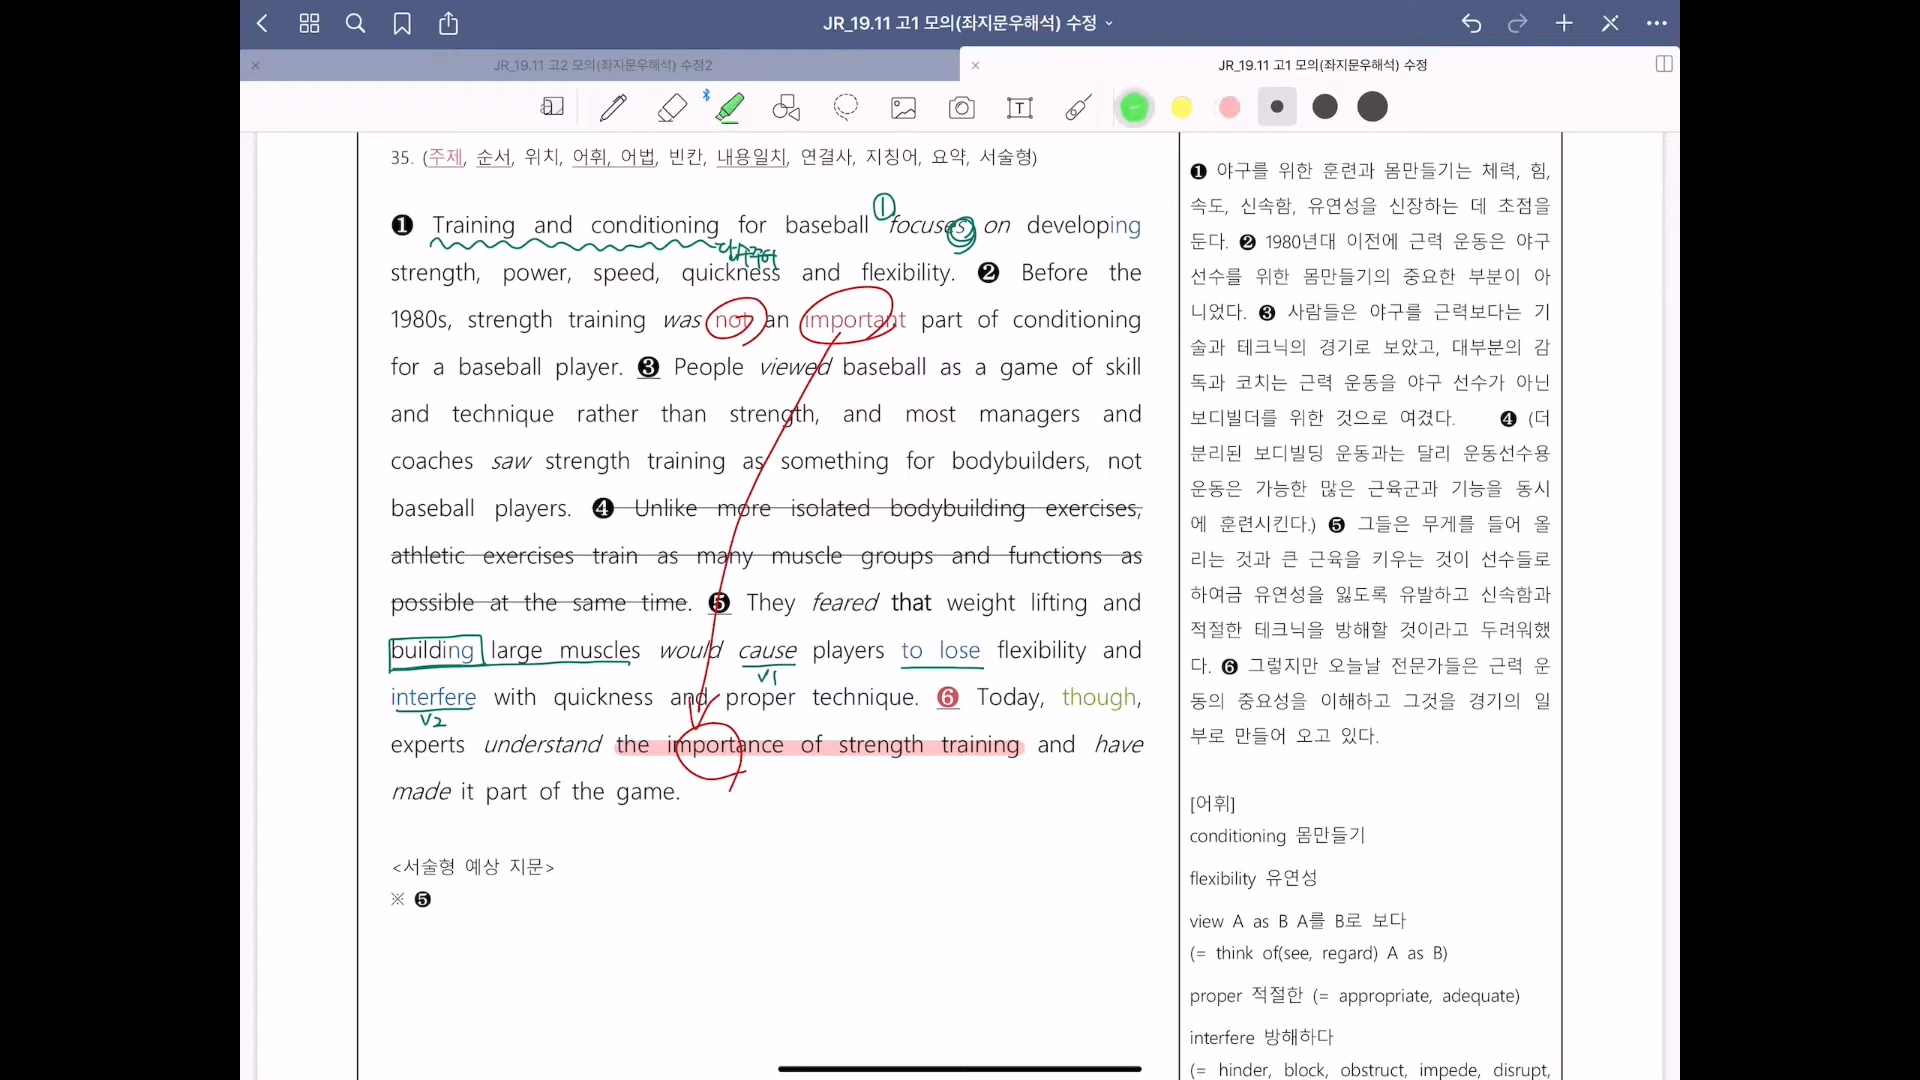 JR_19.11 고1 모의(좌지문우해석) 수정
JR_19.11 고2 모의(좌지문우해석) 수정2
JR_19.11 고1 모의(좌지문우해석) 수정
35. (주제, 순서, 위치, 어휘, 어법, 빈칸, 내용일치, 연결사, 지칭어, 요약, 서술형)
①
❶ Training and conditioning for baseball focuses on developing
strength, power, speed, quickness and flexibility. ❷ Before the
1980s, strength training was not an important part of conditioning
for a baseball player. ❸ People viewed baseball as a game of skill
and technique rather than strength, and most managers and
coaches saw strength training as something for bodybuilders, not
baseball players. ❹ Unlike more isolated bodybuilding exercises,
athletic exercises train as many muscle groups and functions as
possible at the same time. ❺ They feared that weight lifting and
building large muscles would cause players to lose flexibility and
V1
interfere with quickness and proper technique. ❻ Today, though,
V2
experts understand the importance of strength training and have
made it part of the game.
<서술형 예상 지문>
※ ❺
❶ 야구를 위한 훈련과 몸만들기는 체력, 힘,
속도, 신속함, 유연성을 신장하는 데 초점을
둔다. ❷ 1980년대 이전에 근력 운동은 야구
선수를 위한 몸만들기의 중요한 부분이 아
니었다. ❸ 사람들은 야구를 근력보다는 기
술과 테크닉의 경기로 보았고, 대부분의 감
독과 코치는 근력 운동을 야구 선수가 아닌
보디빌더를 위한 것으로 여겼다. ❹ (더
분리된 보디빌딩 운동과는 달리 운동선수용
운동은 가능한 많은 근육군과 기능을 동시
에 훈련시킨다.) ❺ 그들은 무게를 들어 올
리는 것과 큰 근육을 키우는 것이 선수들로
하여금 유연성을 잃도록 유발하고 신속함과
적절한 테크닉을 방해할 것이라고 두려워했
다. ❻ 그렇지만 오늘날 전문가들은 근력 운
동의 중요성을 이해하고 그것을 경기의 일
부로 만들어 오고 있다.
[어휘]
conditioning 몸만들기
flexibility 유연성
view A as B A를 B로 보다
(= think of(see, regard) A as B)
proper 적절한 (= appropriate, adequate)
interfere 방해하다
(= hinder, block, obstruct, impede, disrupt,